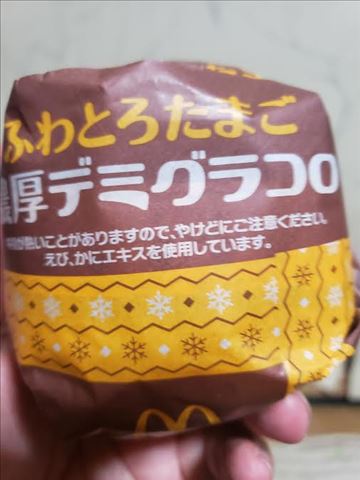 ふわとろたまご
濃厚デミグラコロ
中身が熱いことがありますので、やけどにご注意ください。
えび、かにエキスを使用しています。